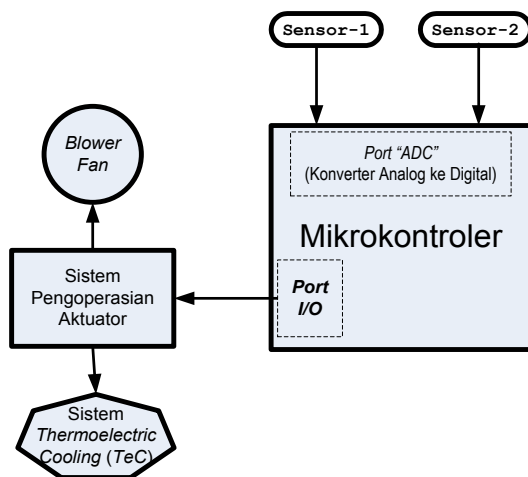 Sensor-1
Sensor-2
Blower
Fan
Port “ADC”
(Konverter Analog ke Digital)
Mikrokontroler
Port
I/O
Sistem
Pengoperasian
Aktuator
Sistem
Thermoelectric
Cooling (TeC)